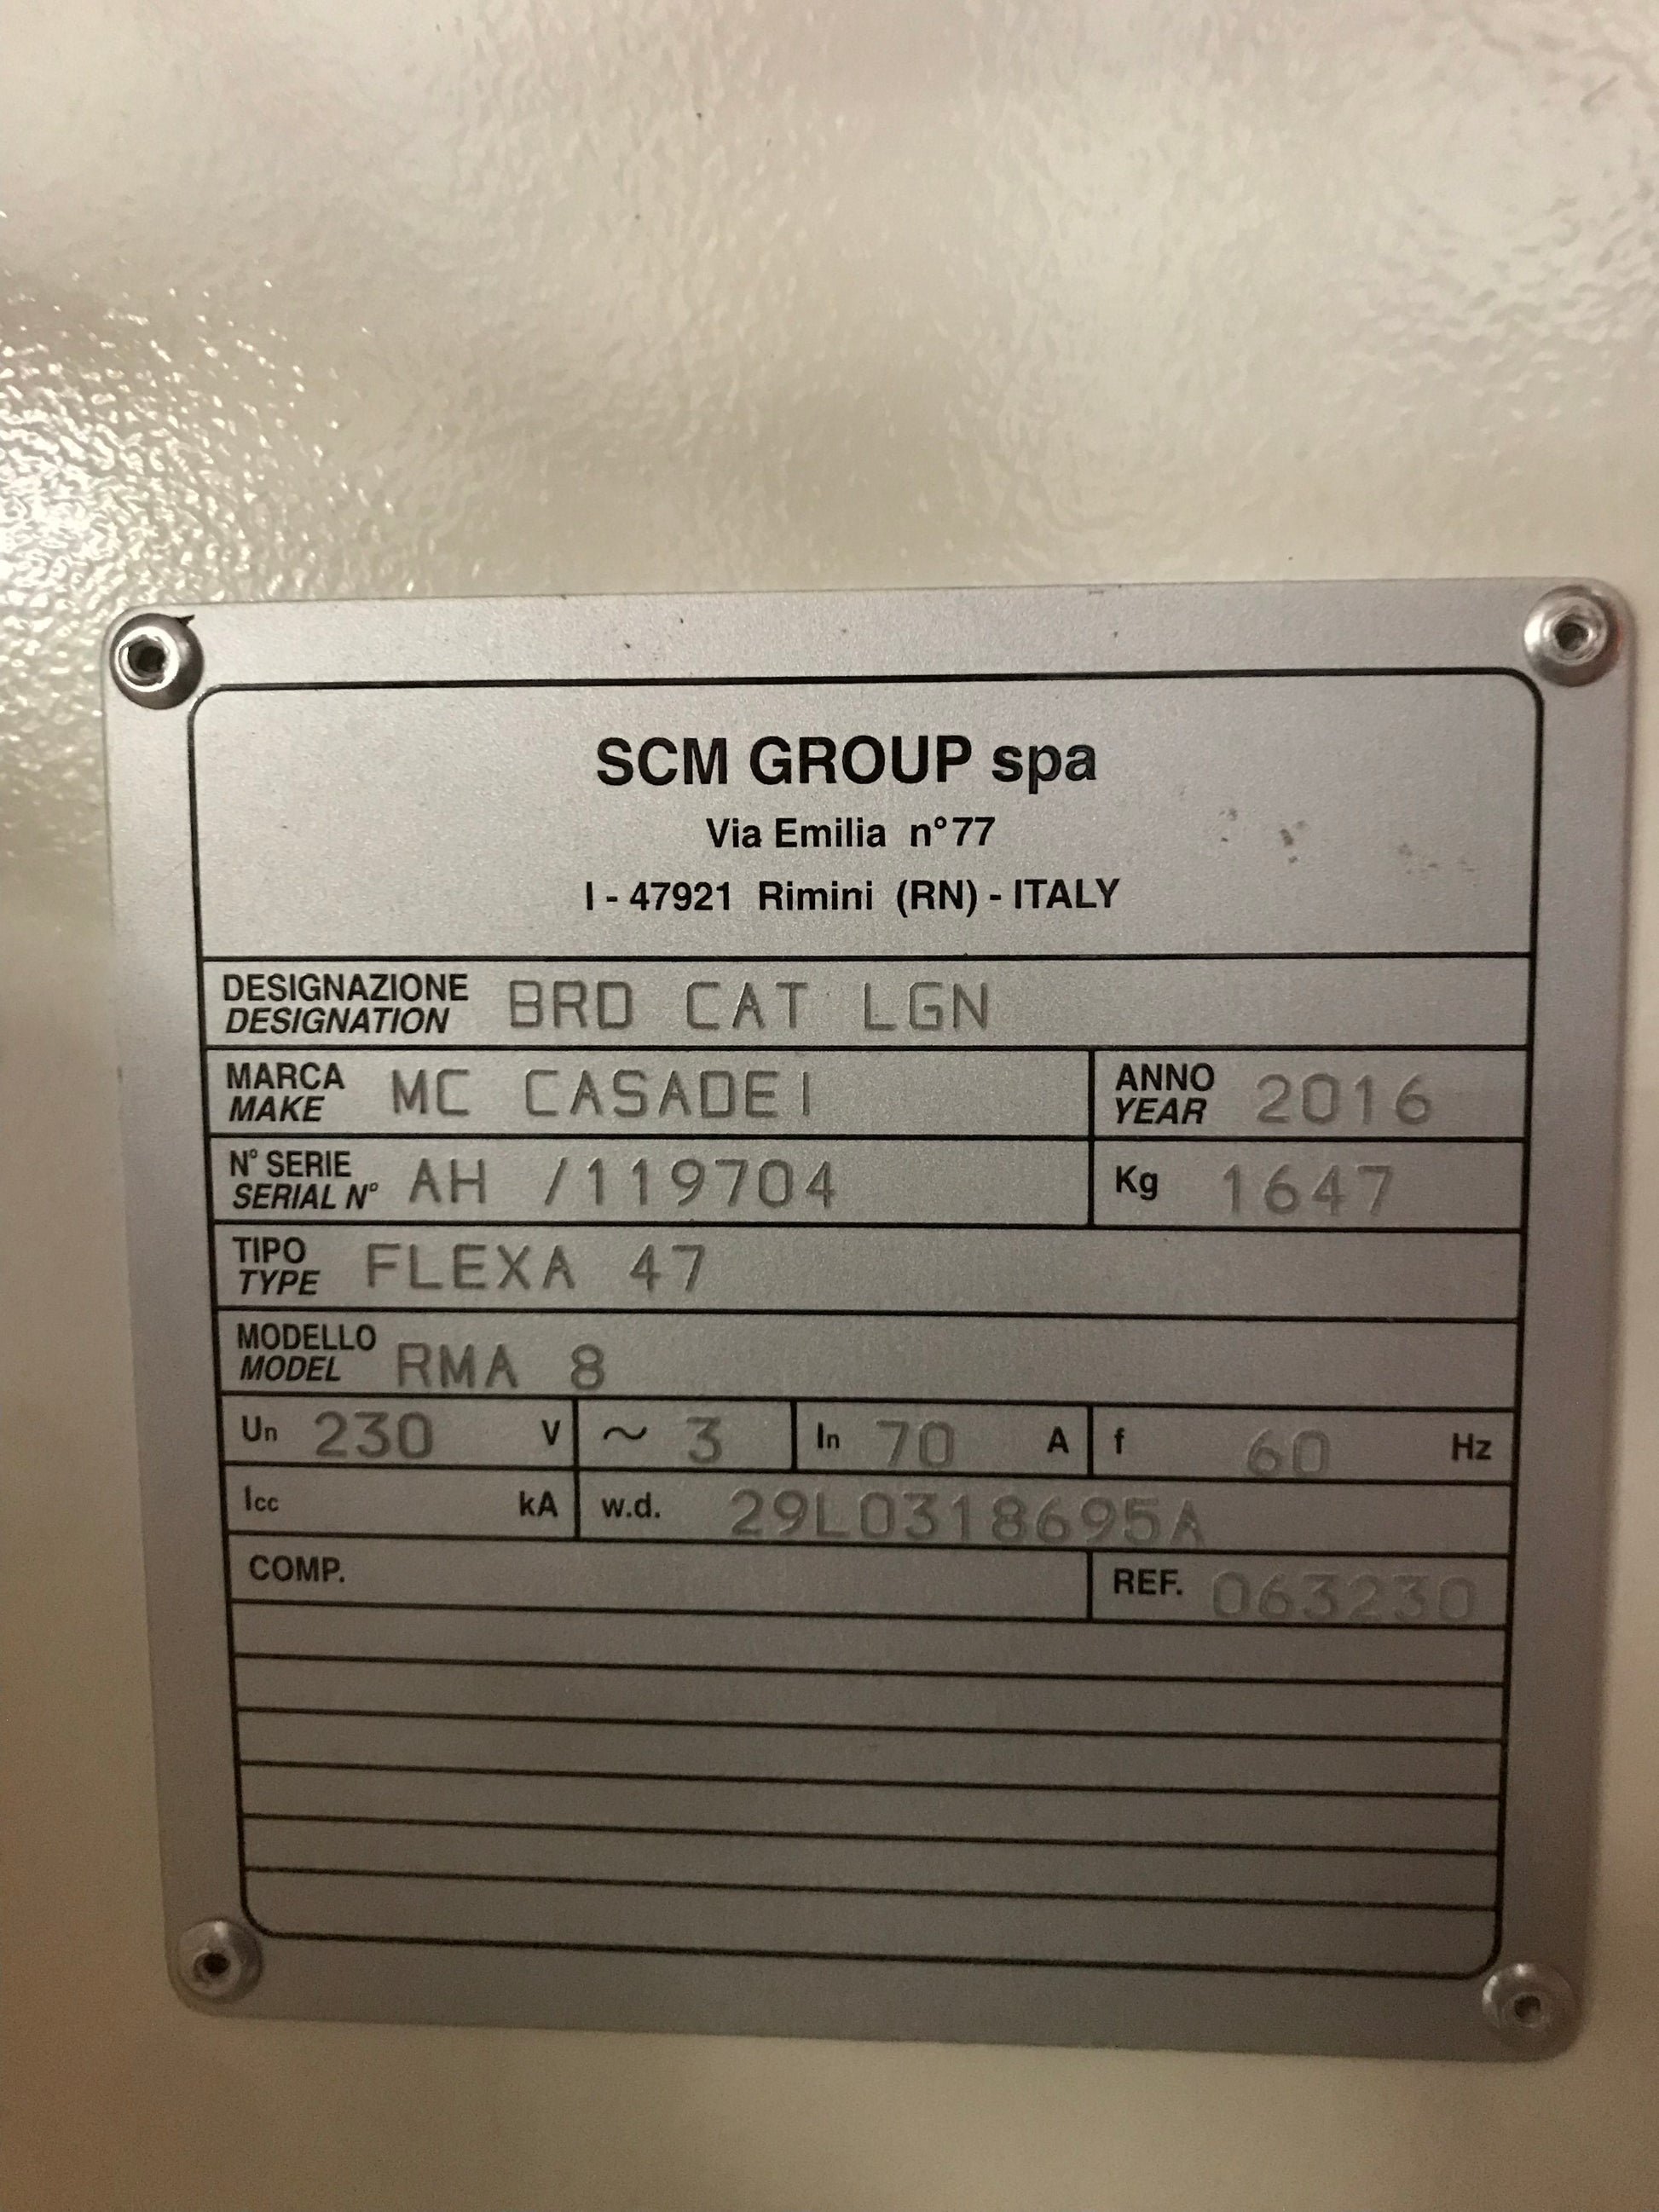 SCM GROUP spa
Via Emilia n°77
I - 47921 Rimini (RN) - ITALY
DESIGNAZIONE
DESIGNATION BRD CAT LGN
MARCA
MAKE MC CASADEI
ANNO
YEAR 2016
N° SERIE
SERIAL N° AH /119704
Kg 1647
TIPO
TYPE FLEXA 47
MODELLO
MODEL RMA 8
Un 230 V ~ 3 In 70 A f 60 Hz
Icc kA w.d. 29L0318695A
COMP. REF. 063230